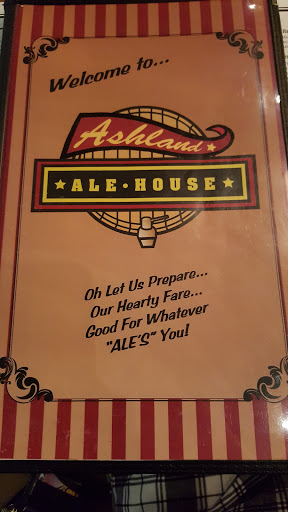 Welcome to...
Ashland
ALE • HOUSE
Oh Let Us Prepare...
Our Hearty Fare...
Good For Whatever
"ALE'S" You!